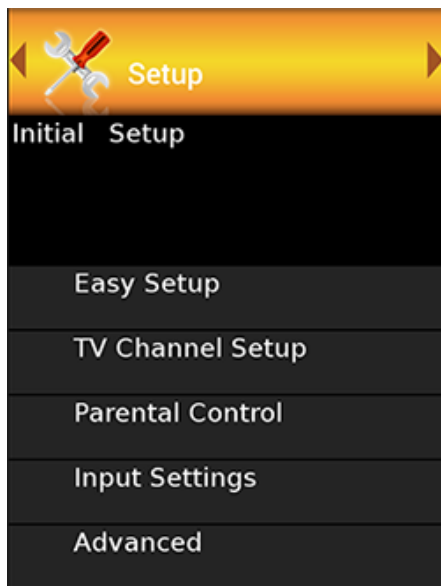 Setup
Initial Setup
Easy Setup
TV Channel Setup
Parental Control
Input Settings
Advanced